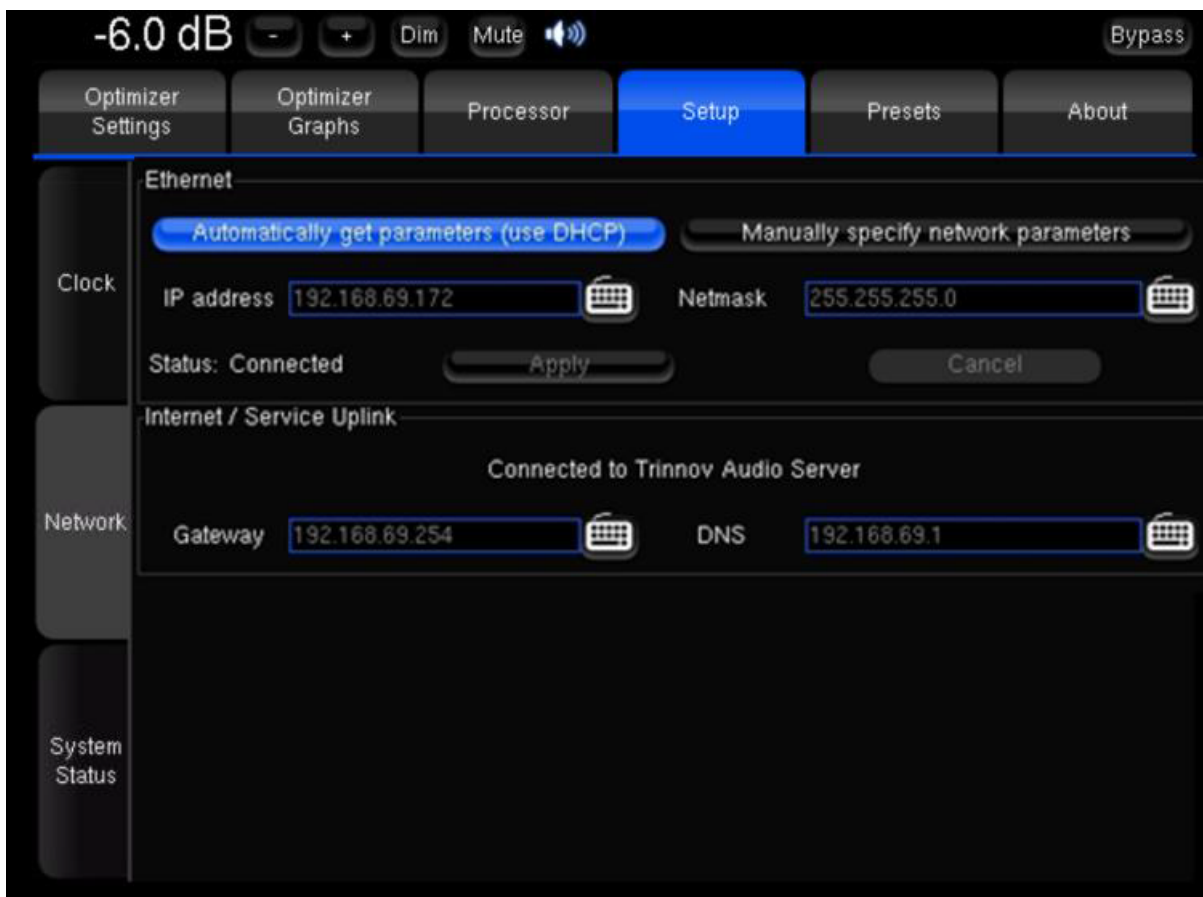 -6.0 dB - + Dim Mute Bypass
Optimizer Settings
Optimizer Graphs
Processor
Setup
Presets
About
Clock
Network
System Status
Ethernet
Automatically get parameters (use DHCP) Manually specify network parameters
IP address 192.168.69.172 Netmask 255.255.255.0
Status: Connected Apply Cancel
Internet / Service Uplink
Connected to Trinnov Audio Server
Gateway 192.168.69.254 DNS 192.168.69.1